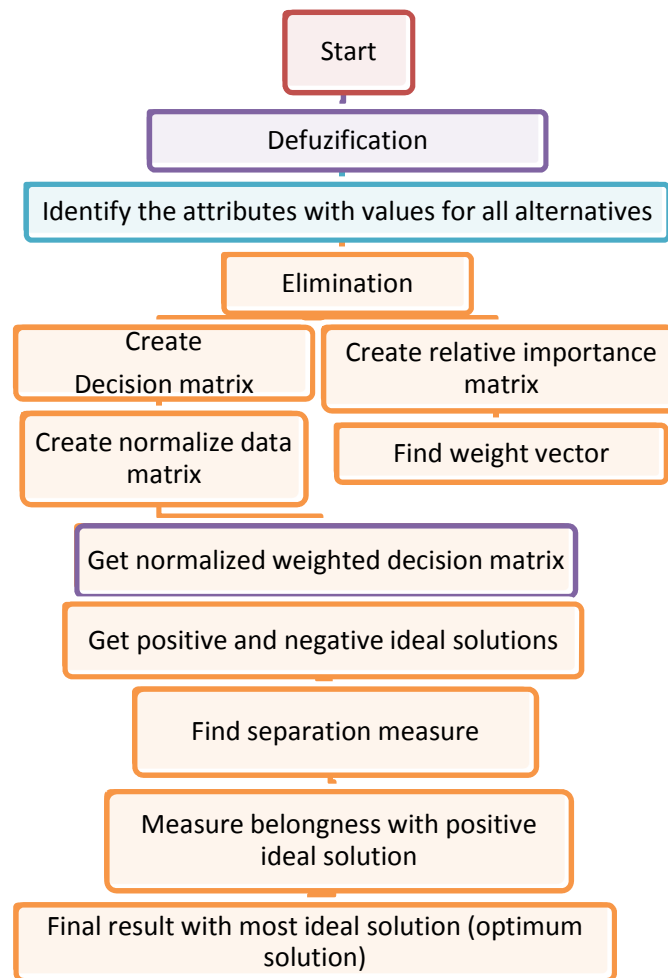 Start
Defuzification
Identify the attributes with values for all alternatives
Elimination
Create
Decision matrix
Create relative importance
matrix
Create normalize data
matrix
Find weight vector
Get normalized weighted decision matrix
Get positive and negative ideal solutions
Find separation measure
Measure belongness with positive
ideal solution
Final result with most ideal solution (optimum
solution)